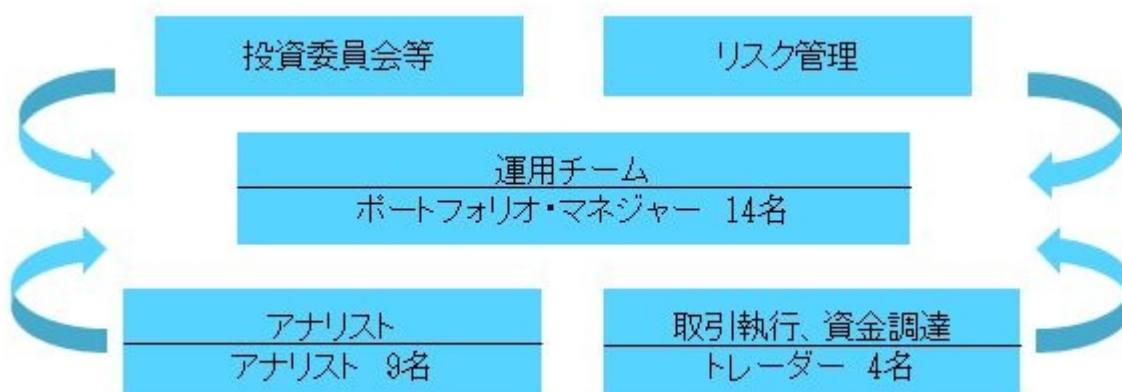 投資委員会等
リスク管理
運用チーム
ポートフォリオ・マネジャー 14名
アナリスト
アナリスト 9名
取引執行、資金調達
トレーダー 4名